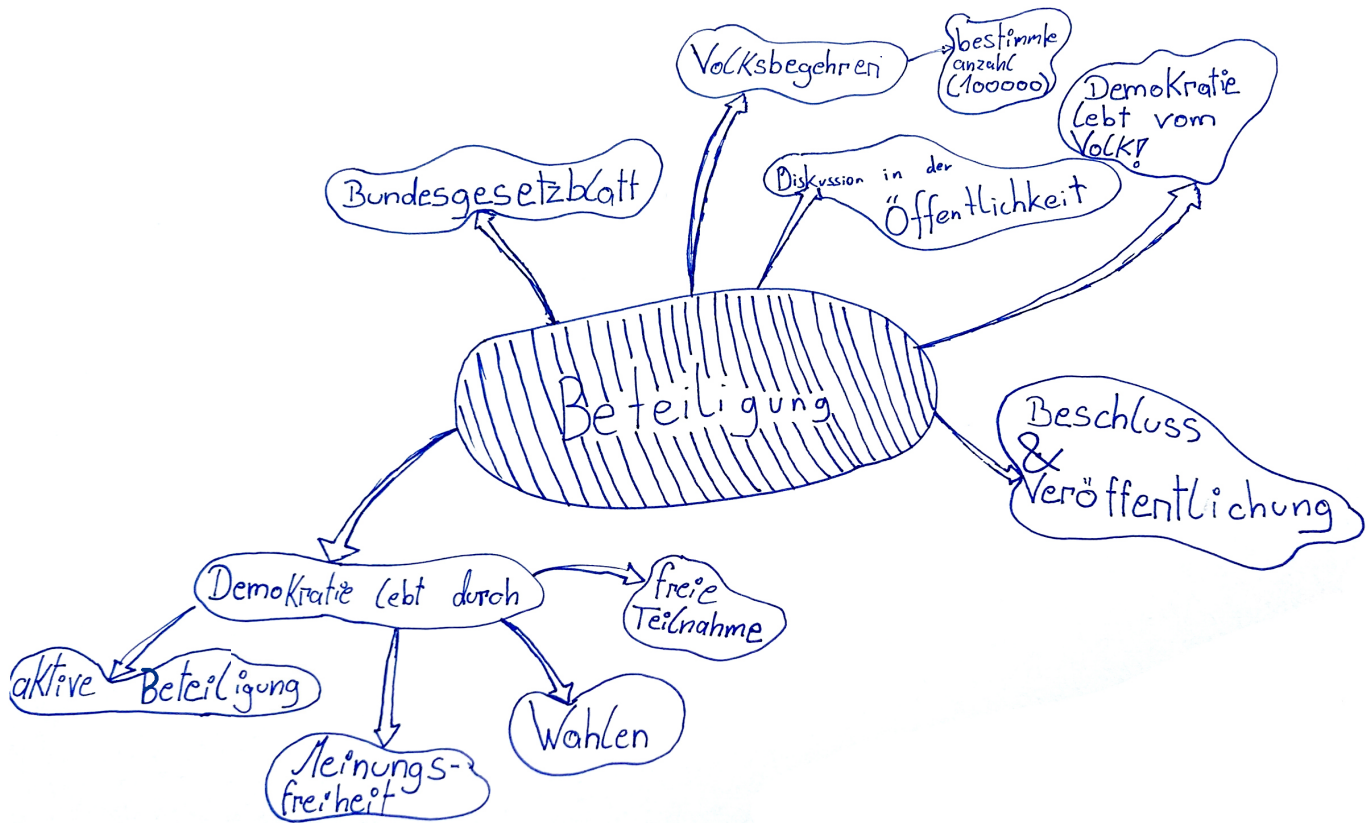 Volksbegehren
bestimmte
anzahl
(100000)
Demokratie
lebt vom
Volk!
Bundesgesetzblatt
Diskussion in der
Öffentlichkeit
Beteiligung
Beschluss
&
Veröffentlichung
Demokratie lebt durch
freie
Teilnahme
aktive Beteiligung
Wahlen
Meinungs-
freiheit